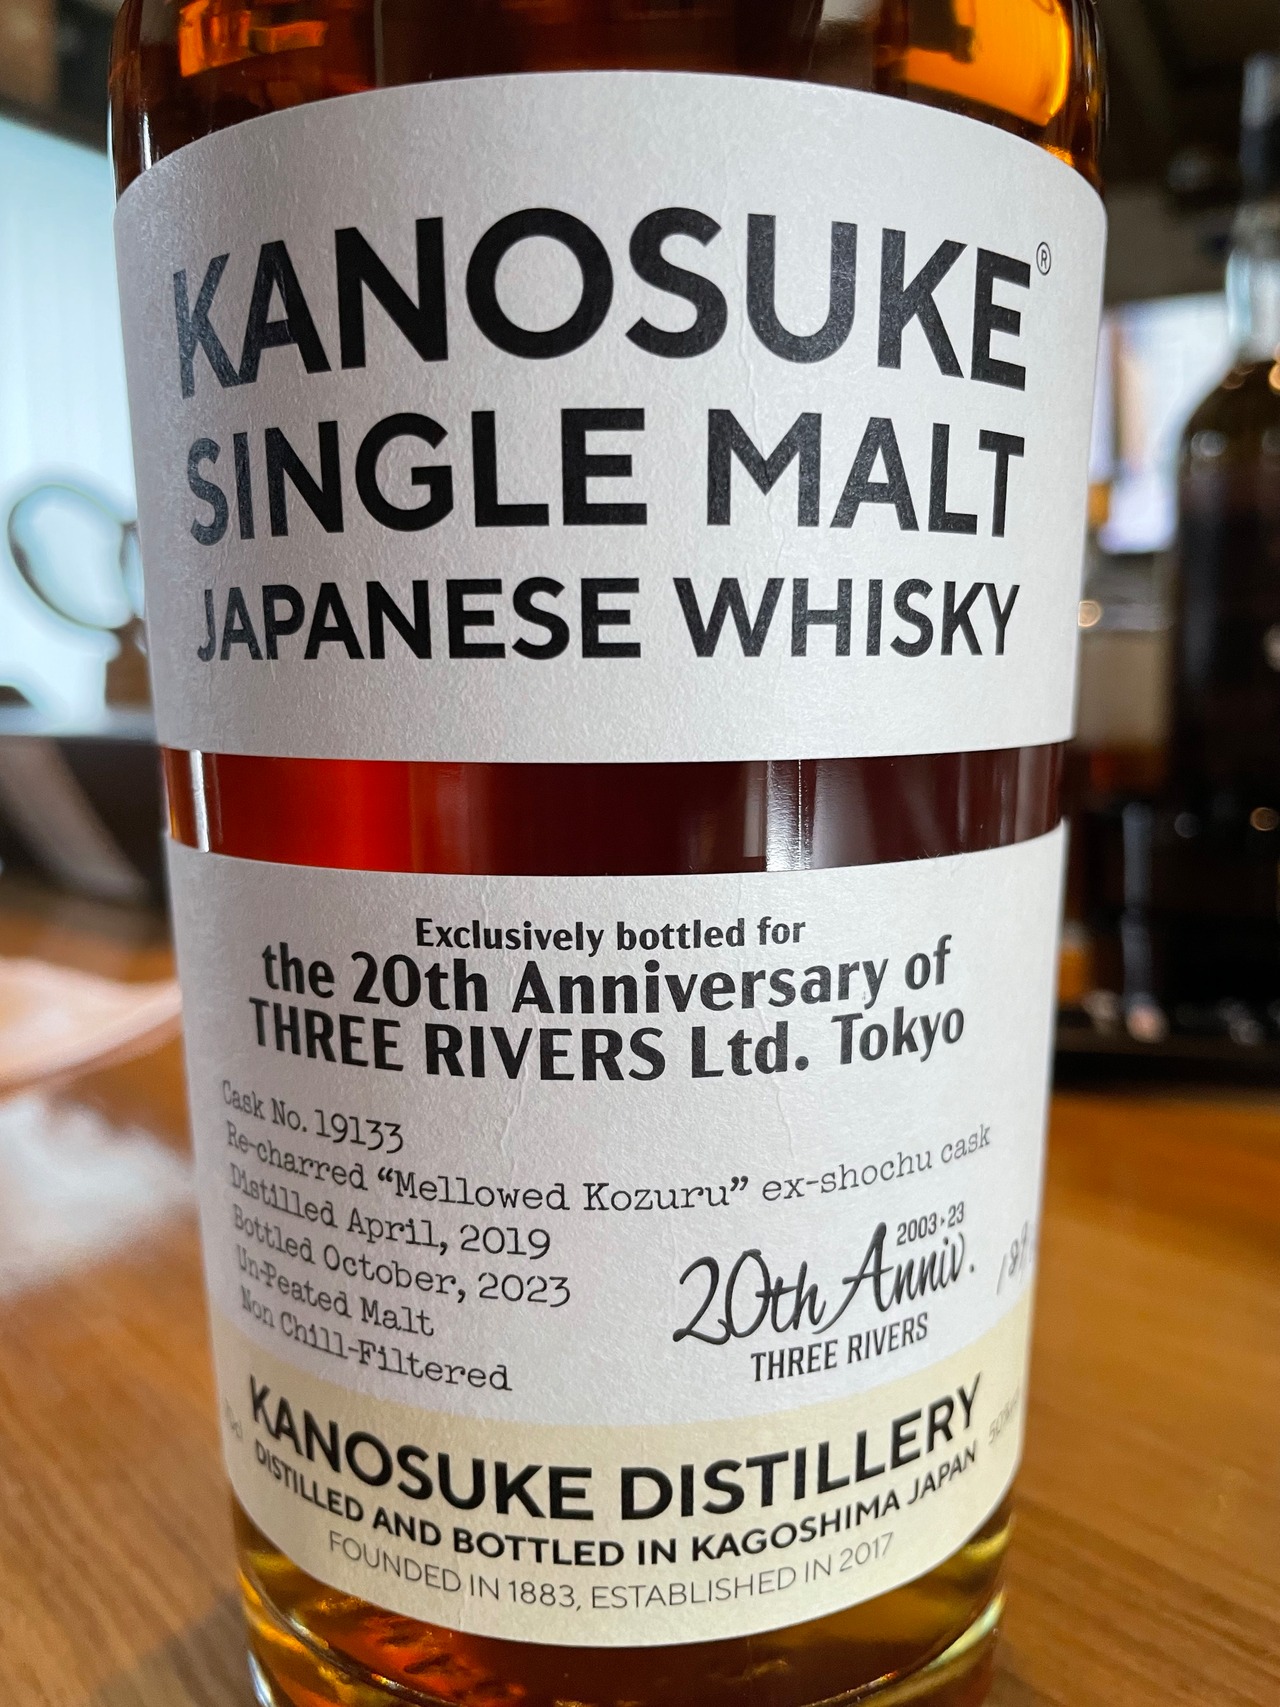 KANOSUKE®
SINGLE MALT
JAPANESE WHISKY
Exclusively bottled for
the 20th Anniversary of
THREE RIVERS Ltd. Tokyo
Cask No. 19133
Re-charred “Mellowed Kozuru” ex-shochu cask
Distilled April, 2019
Bottled October, 2023
Un-Peated Malt
Non Chill-Filtered
2003▸23
20th Anniv.
THREE RIVERS
KANOSUKE DISTILLERY
DISTILLED AND BOTTLED IN KAGOSHIMA JAPAN
FOUNDED IN 1883, ESTABLISHED IN 2017